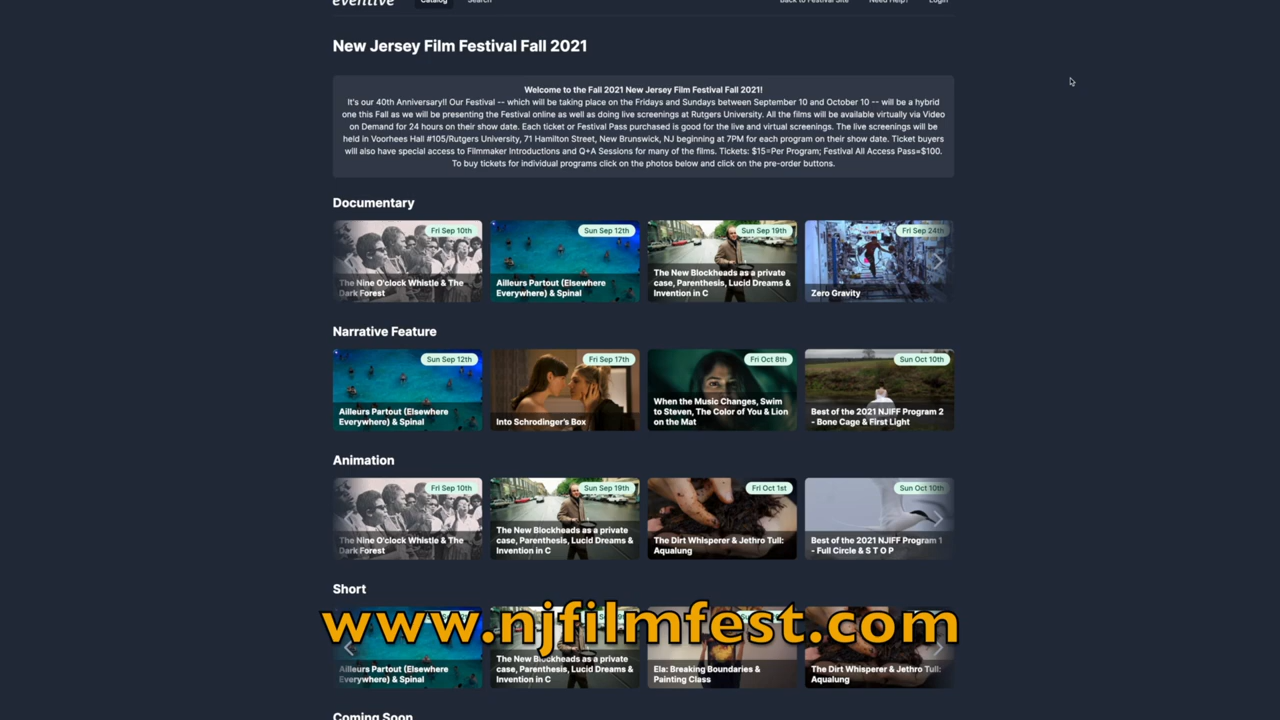 eventive Catalog Search Back to Festival Site Need Help? Login
New Jersey Film Festival Fall 2021
Welcome to the Fall 2021 New Jersey Film Festival Fall 2021!
It's our 40th Anniversary!! Our Festival -- which will be taking place on the Fridays and Sundays between September 10 and October 10 -- will be a hybrid
one this Fall as we will be presenting the Festival online as well as doing live screenings at Rutgers University. All the films will be available virtually via Video
on Demand for 24 hours on their show date. Each ticket or Festival Pass purchased is good for the live and virtual screenings. The live screenings will be
held in Voorhees Hall #105/Rutgers University, 71 Hamilton Street, New Brunswick, NJ beginning at 7PM for each program on their show date. Ticket buyers
will also have special access to Filmmaker Introductions and Q+A Sessions for many of the films. Tickets: $15=Per Program; Festival All Access Pass=$100.
To buy tickets for individual programs click on the photos below and click on the pre-order buttons.
Documentary
Fri Sep 10th
The Nine O'clock Whistle & The
Dark Forest
Sun Sep 12th
Ailleurs Partout (Elsewhere
Everywhere) & Spinal
Sun Sep 19th
The New Blockheads as a private
case, Parenthesis, Lucid Dreams &
Invention in C
Fri Sep 24th
Zero Gravity
Narrative Feature
Sun Sep 12th
Ailleurs Partout (Elsewhere
Everywhere) & Spinal
Fri Sep 17th
Into Schrodinger's Box
Fri Oct 8th
When the Music Changes, Swim
to Steven, The Color of You & Lion
on the Mat
Sun Oct 10th
Best of the 2021 NJIFF Program 2
- Bone Cage & First Light
Animation
Fri Sep 10th
The Nine O'clock Whistle & The
Dark Forest
Sun Sep 19th
The New Blockheads as a private
case, Parenthesis, Lucid Dreams &
Invention in C
Fri Oct 1st
The Dirt Whisperer & Jethro Tull:
Aqualung
Sun Oct 10th
Best of the 2021 NJIFF Program 1
- Full Circle & S T O P
Short
www.njfilmfest.com
Ailleurs Partout (Elsewhere
Everywhere) & Spinal
The New Blockheads as a private
case, Parenthesis, Lucid Dreams &
Invention in C
Ela: Breaking Boundaries &
Painting Class
The Dirt Whisperer & Jethro Tull:
Aqualung
Coming Soon